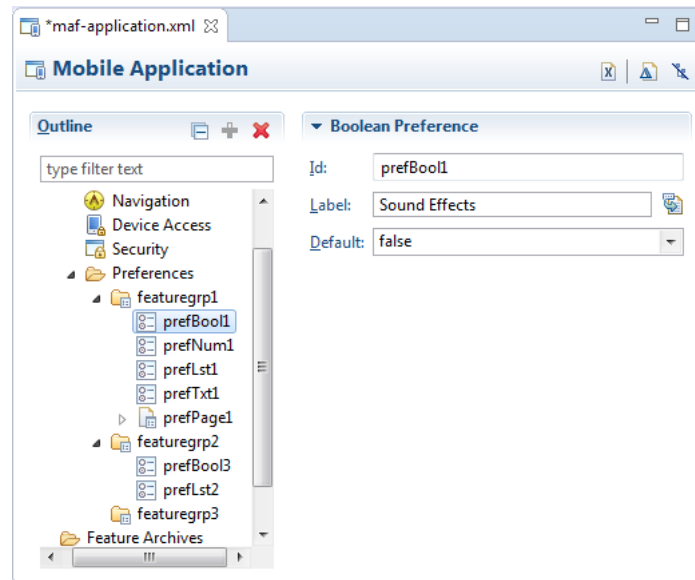 *maf-application.xml
Mobile Application
Outline
type filter text
Navigation
Device Access
Security
Preferences
featuregrp1
prefBool1
prefNum1
prefLst1
prefTxt1
prefPage1
featuregrp2
prefBool3
prefLst2
featuregrp3
Feature Archives
Boolean Preference
Id: prefBool1
Label: Sound Effects
Default: false